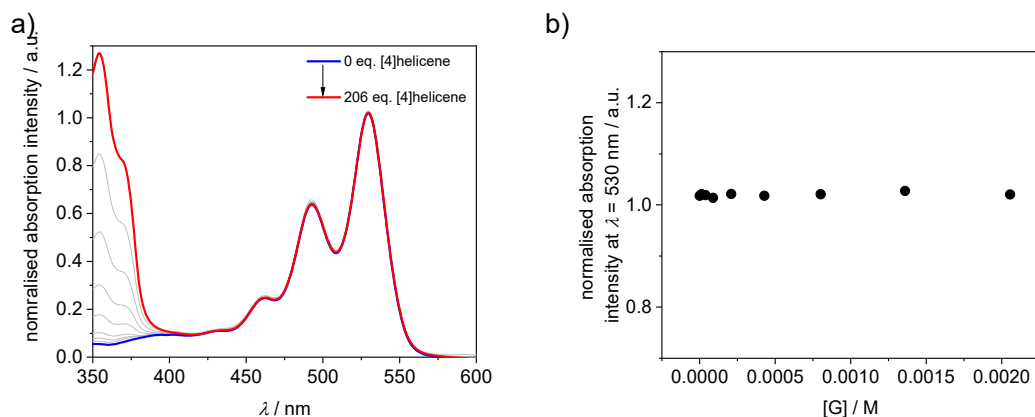 a)
nomralised absorption intensity / a.u.
1.2
1.0
0.8
0.6
0.4
0.2
0.0
350
400
450
500
550
600
λ / nm
0 eq. [4]helicene
206 eq. [4]helicene
b)
normalised absorption
intensity at λ = 530 nm / a.u.
1.2
1.0
0.8
0.0000
0.0005
0.0010
0.0015
0.0020
[G] / M